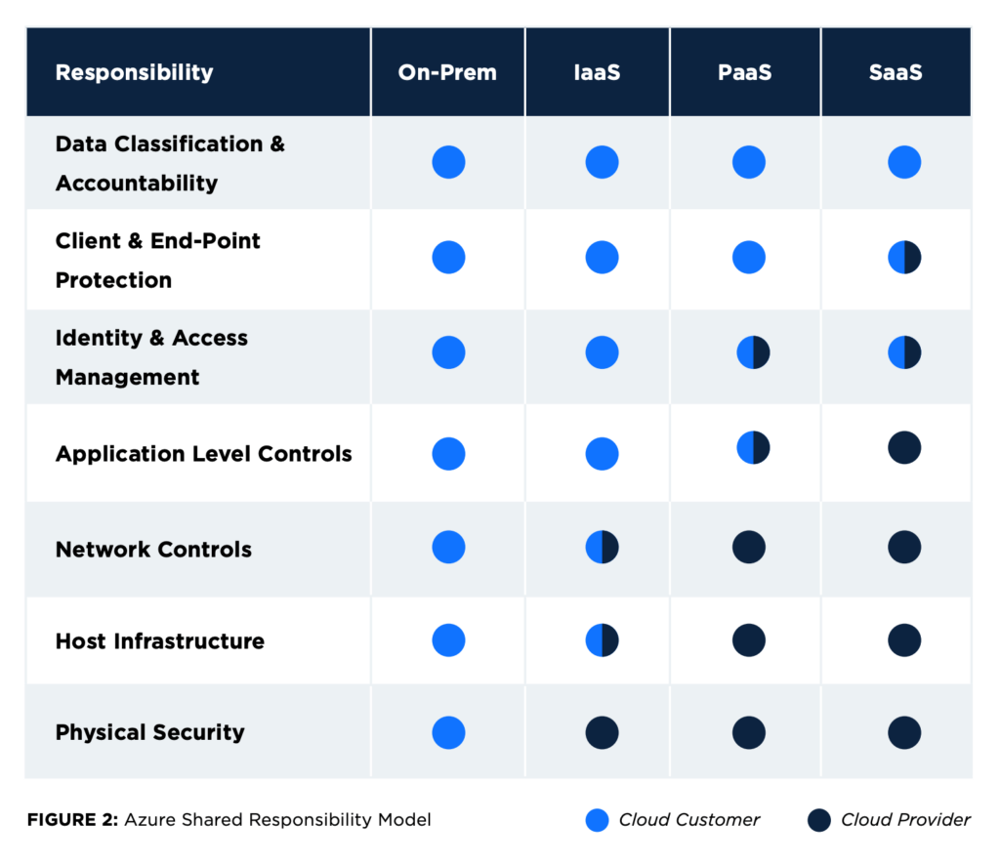 Responsibility On-Prem IaaS PaaS SaaS
Data Classification &
Accountability
Client & End-Point
Protection
Identity & Access
Management
Application Level Controls
Network Controls
Host Infrastructure
Physical Security
FIGURE 2: Azure Shared Responsibility Model Cloud Customer Cloud Provider